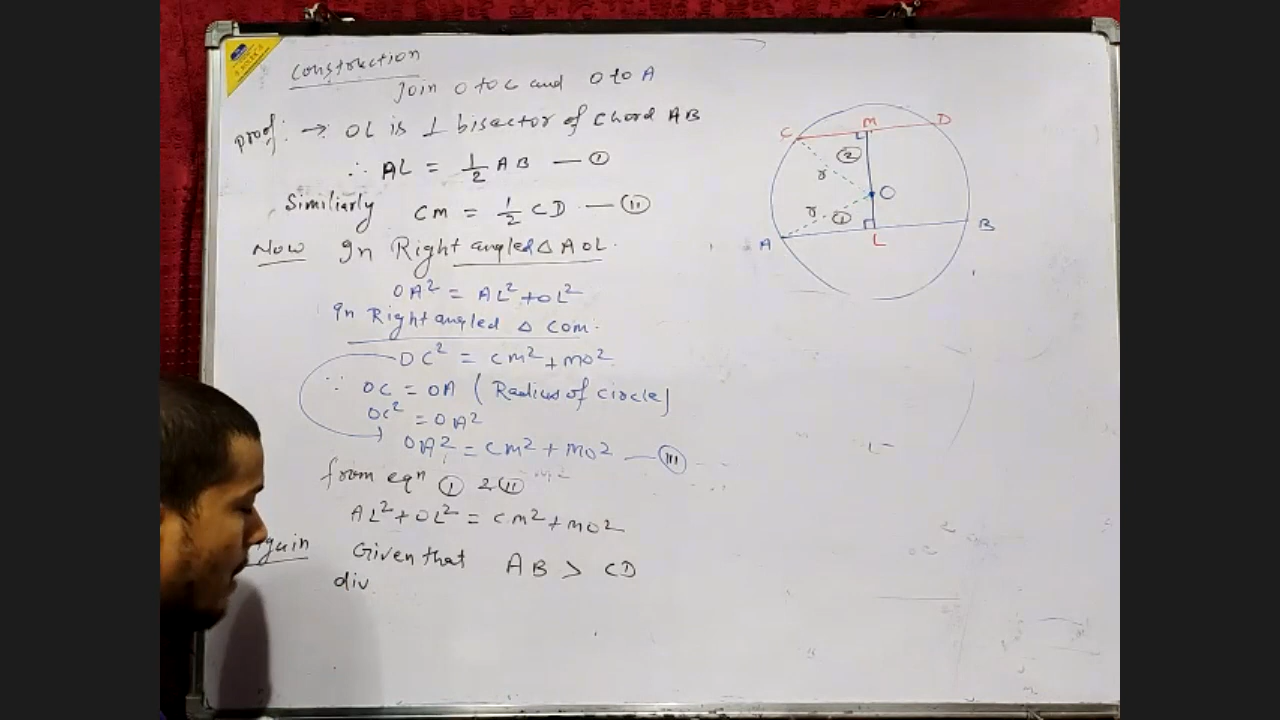 Construction
Join O to C and O to A
Proof: → OL is ⊥ bisector of chord AB
∴ AL = 1/2 AB — ①
Similiarly CM = 1/2 CD — ⑪
Now In Right angled △ AOL.
OA² = AL² + OL²
In Right angled △ COM.
OC² = CM² + MO²
∵ OC = OA (Radius of circle)
OC² = OA²
OA² = CM² + MO² — Ⅲ
from eqn ① & Ⅱ
AL² + OL² = CM² + MO²
gain Given that AB > CD
div
C M D
②
r
O
r ①
A L B